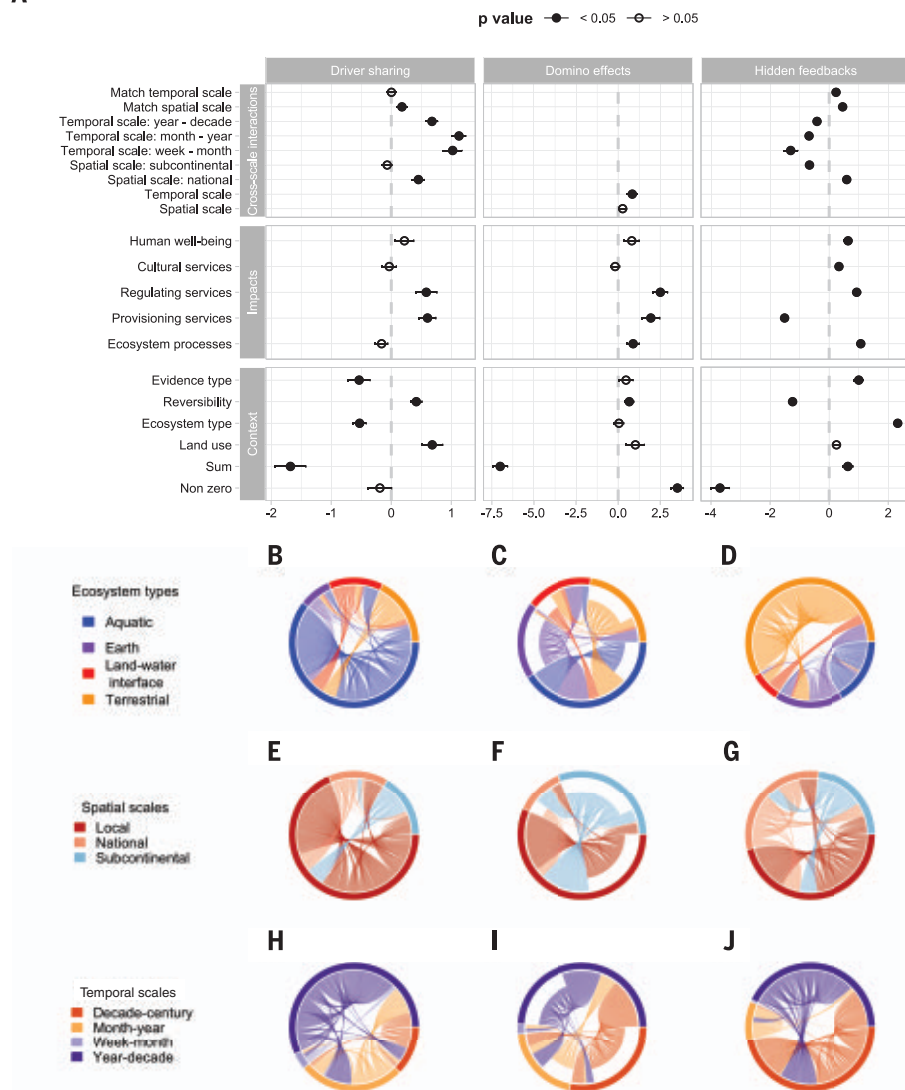 p value < 0.05 > 0.05
Driver sharing Domino effects Hidden feedbacks
Cross-scale interactions
Match temporal scale
Match spatial scale
Temporal scale: year - decade
Temporal scale: month - year
Temporal scale: week - month
Spatial scale: subcontinental
Spatial scale: national
Temporal scale
Spatial scale
Impacts
Human well-being
Cultural services
Regulating services
Provisioning services
Ecosystem processes
Context
Evidence type
Reversibility
Ecosystem type
Land use
Sum
Non zero
-2 -1 0 1 -7.5 -5.0 -2.5 0.0 2.5 -4 -2 0 2
B C D
Ecosystem types
Aquatic
Earth
Land-water
interface
Terrestrial
E F G
Spatial scales
Local
National
Subcontinental
H I J
Temporal scales
Decade-century
Month-year
Week-month
Year-decade